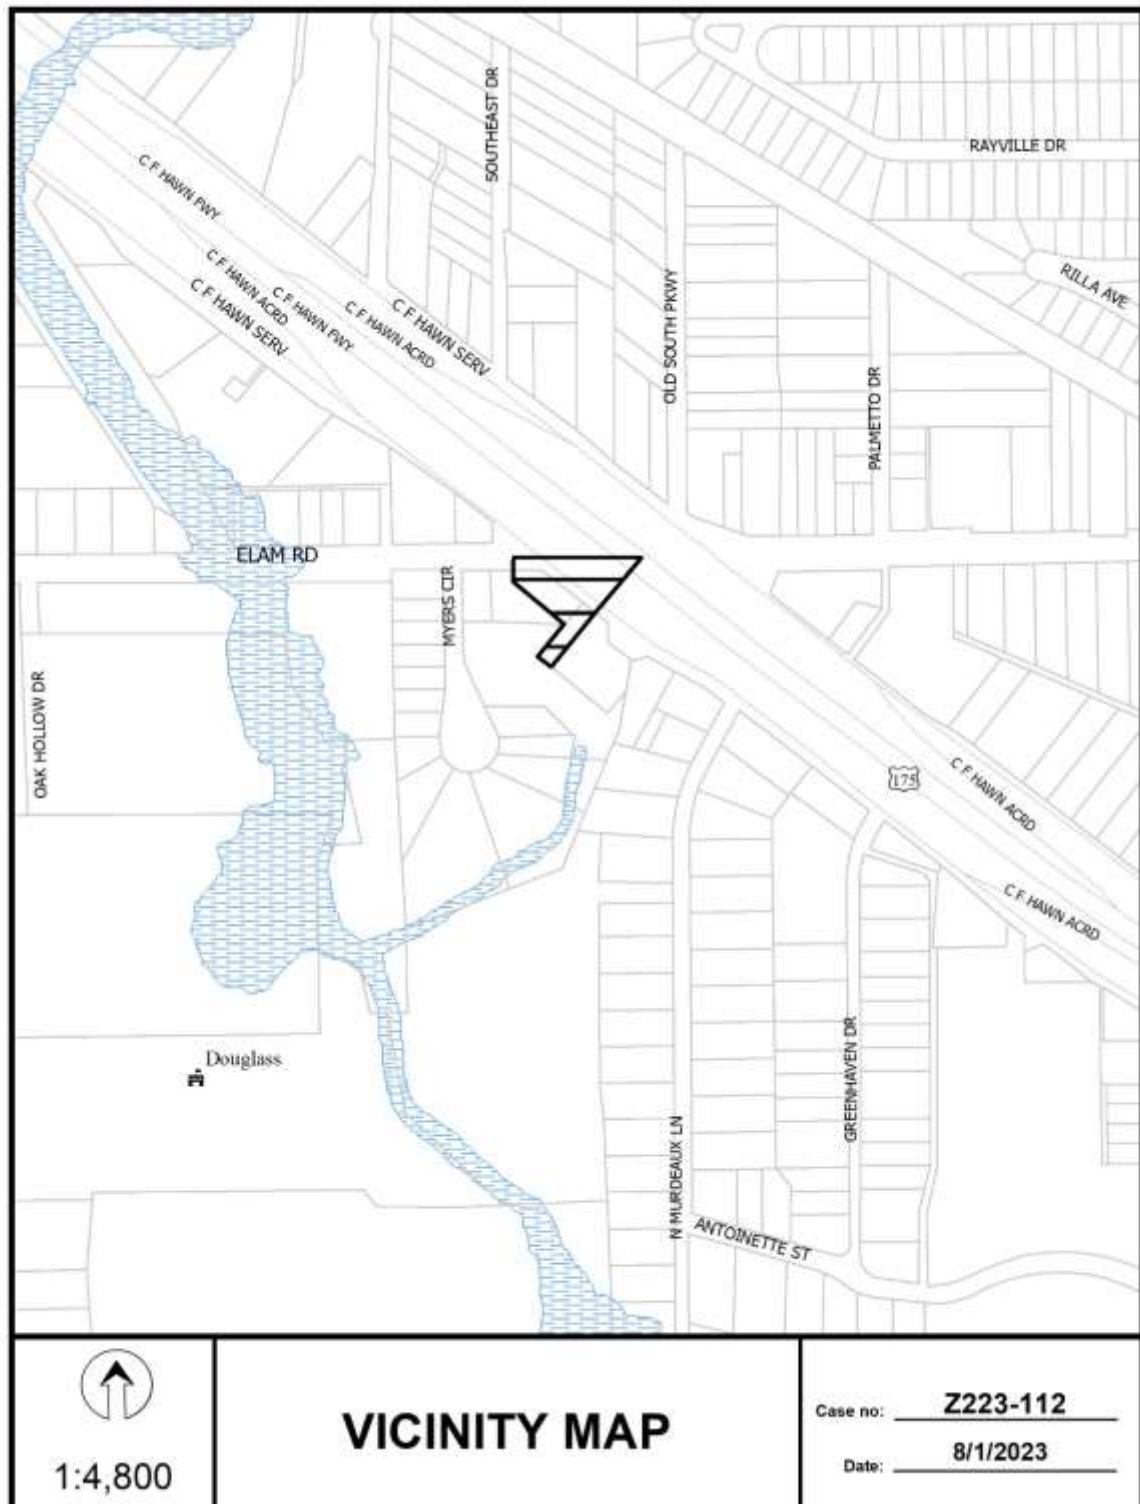 SOUTHEAST DR
RAYVILLE DR
C F HAWN FWY
C F HAWN ACRD
C F HAWN SERV
C F HAWN FWY
C F HAWN ACRD
C F HAWN SERV
OLD SOUTH PKWY
RILLA AVE
PALMETTO DR
ELAM RD
MYERS CIR
OAK HOLLOW DR
175
C F HAWN ACRD
C F HAWN ACRD
Douglass
GREENHAVEN DR
N MURDEAUX LN
ANTOINETTE ST
1:4,800
VICINITY MAP
Case no: Z223-112
Date: 8/1/2023